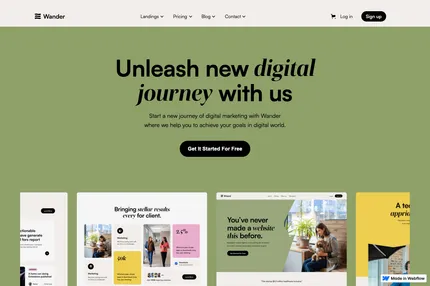 Wander
Landings
Pricing
Blog
Contact
Log in
Sign up
Unleash new digital
journey with us
Start a new journey of digital marketing with Wander
where we help you to achieve your goals in digital world.
Get It Started For Free
Bringing stellar results
every for client.
Wander
You've never
made a website
this before.
Made in Webflow